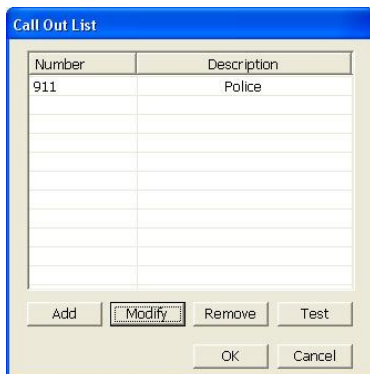 Call Out List
Number Description
911 Police
Add Modify Remove Test
OK Cancel